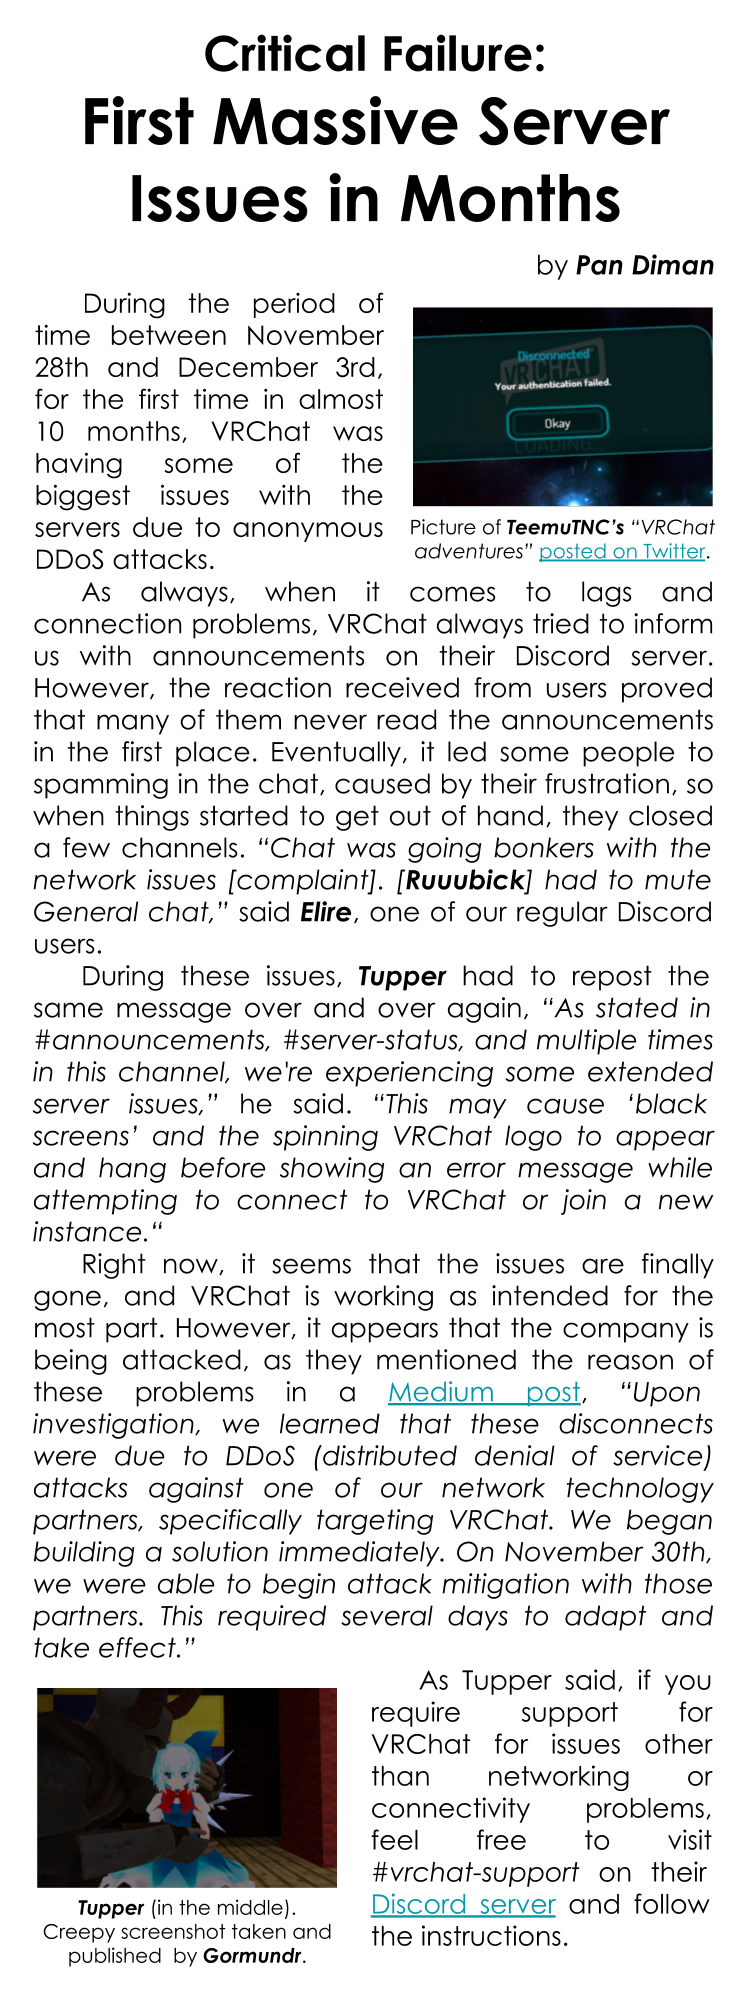 Critical Failure:
First Massive Server
Issues in Months
by Pan Diman
During the period of
time between November
28th and December 3rd,
for the first time in almost
10 months, VRChat was
having some of the
biggest issues with the
servers due to anonymous
DDoS attacks.
Disconnected
VRCHAT
Your authentication failed.
Okay
LOADING...
Picture of TeemuTNC’s “VRChat
adventures” posted on Twitter.
As always, when it comes to lags and
connection problems, VRChat always tried to inform
us with announcements on their Discord server.
However, the reaction received from users proved
that many of them never read the announcements
in the first place. Eventually, it led some people to
spamming in the chat, caused by their frustration, so
when things started to get out of hand, they closed
a few channels. “Chat was going bonkers with the
network issues [complaint]. [Ruuubick] had to mute
General chat,” said Elire, one of our regular Discord
users.
During these issues, Tupper had to repost the
same message over and over again, “As stated in
#announcements, #server-status, and multiple times
in this channel, we're experiencing some extended
server issues,” he said. “This may cause ‘black
screens’ and the spinning VRChat logo to appear
and hang before showing an error message while
attempting to connect to VRChat or join a new
instance.“
Right now, it seems that the issues are finally
gone, and VRChat is working as intended for the
most part. However, it appears that the company is
being attacked, as they mentioned the reason of
these problems in a Medium post, “Upon
investigation, we learned that these disconnects
were due to DDoS (distributed denial of service)
attacks against one of our network technology
partners, specifically targeting VRChat. We began
building a solution immediately. On November 30th,
we were able to begin attack mitigation with those
partners. This required several days to adapt and
take effect.”
As Tupper said, if you
require support for
VRChat for issues other
than networking or
connectivity problems,
feel free to visit
#vrchat-support on their
Discord server and follow
the instructions.
Tupper (in the middle).
Creepy screenshot taken and
published by Gormundr.